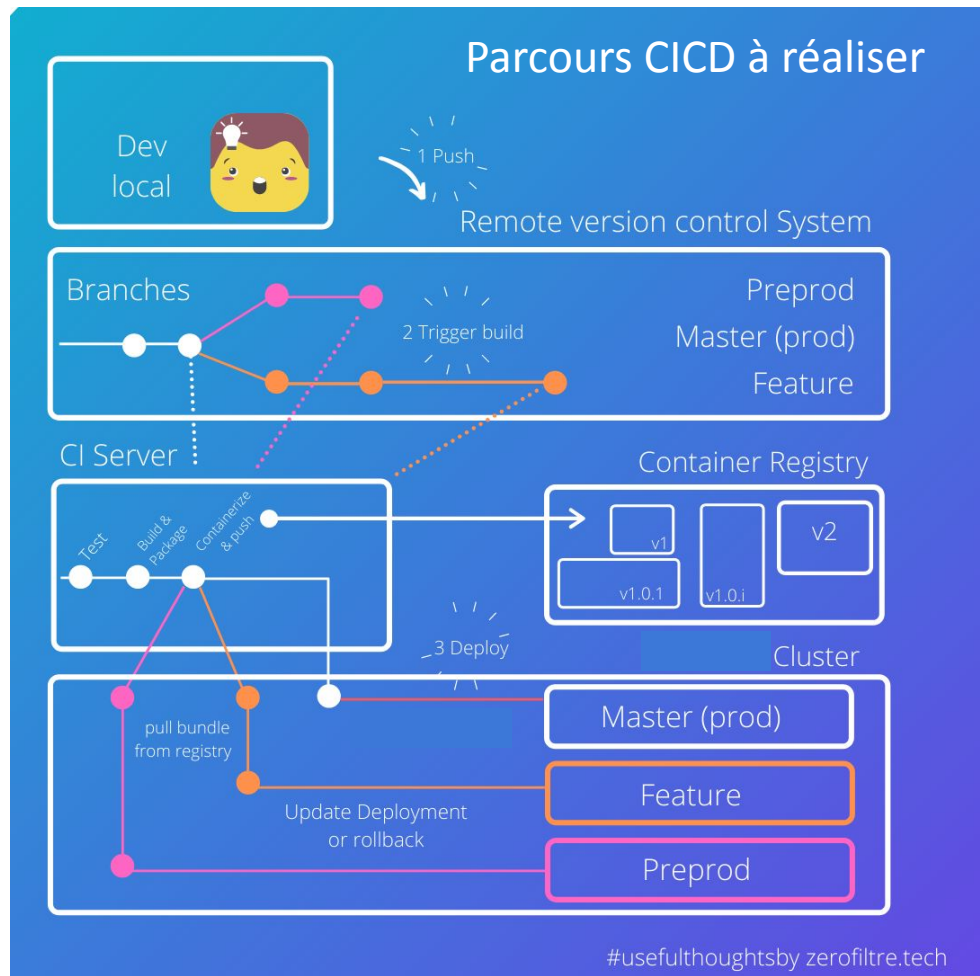 Parcours CICD à réaliser
Dev
local
1 Push
Remote version control System
Branches
2 Trigger build
Preprod
Master (prod)
Feature
CI Server
Test
Build &
Package
Containerize
& push
Container Registry
v1
v2
v1.0.1
v1.0.i
3 Deploy
Cluster
pull bundle
from registry
Update Deployment
or rollback
Master (prod)
Feature
Preprod
#usefulthoughtsby zerofiltre.tech